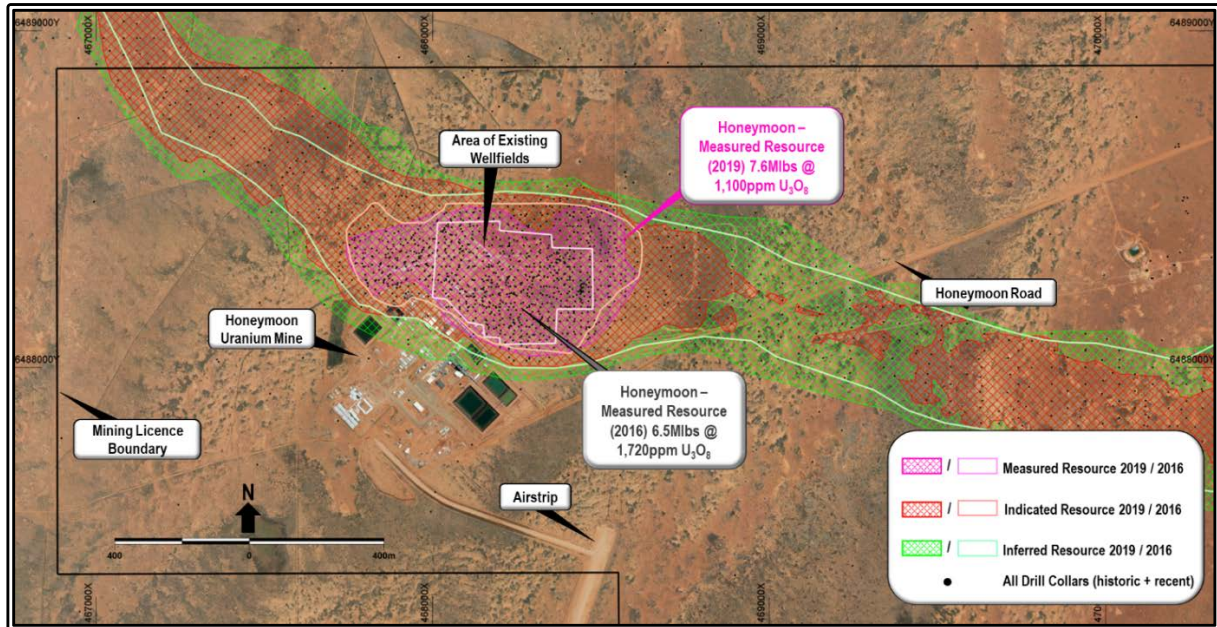 6489000Y
467000X
468000X
469000X
470000X
6489000Y
Honeymoon –
Measured Resource
(2019) 7.6Mlbs @
1,100ppm U₃O₈
Area of Existing
Wellfields
Honeymoon Road
Honeymoon
Uranium Mine
6488000Y
6488000Y
Honeymoon –
Measured Resource
(2016) 6.5Mlbs @
1,720ppm U₃O₈
Mining Licence
Boundary
Airstrip
N
400 0 400m
/ Measured Resource 2019 / 2016
/ Indicated Resource 2019 / 2016
/ Inferred Resource 2019 / 2016
All Drill Collars (historic + recent)
467000X
468000X
469000X